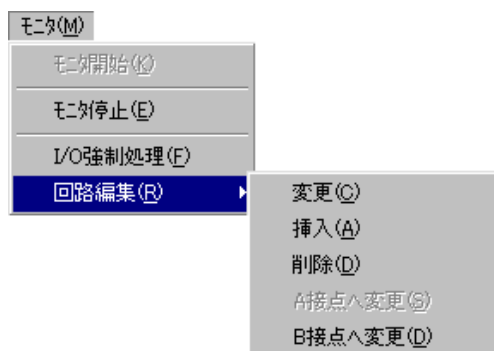 ﾓﾆﾀ(M)
ﾓﾆﾀ開始(K)
ﾓﾆﾀ停止(E)
I/O強制処理(F)
回路編集(R)
変更(C)
挿入(A)
削除(D)
A接点へ変更(S)
B接点へ変更(D)